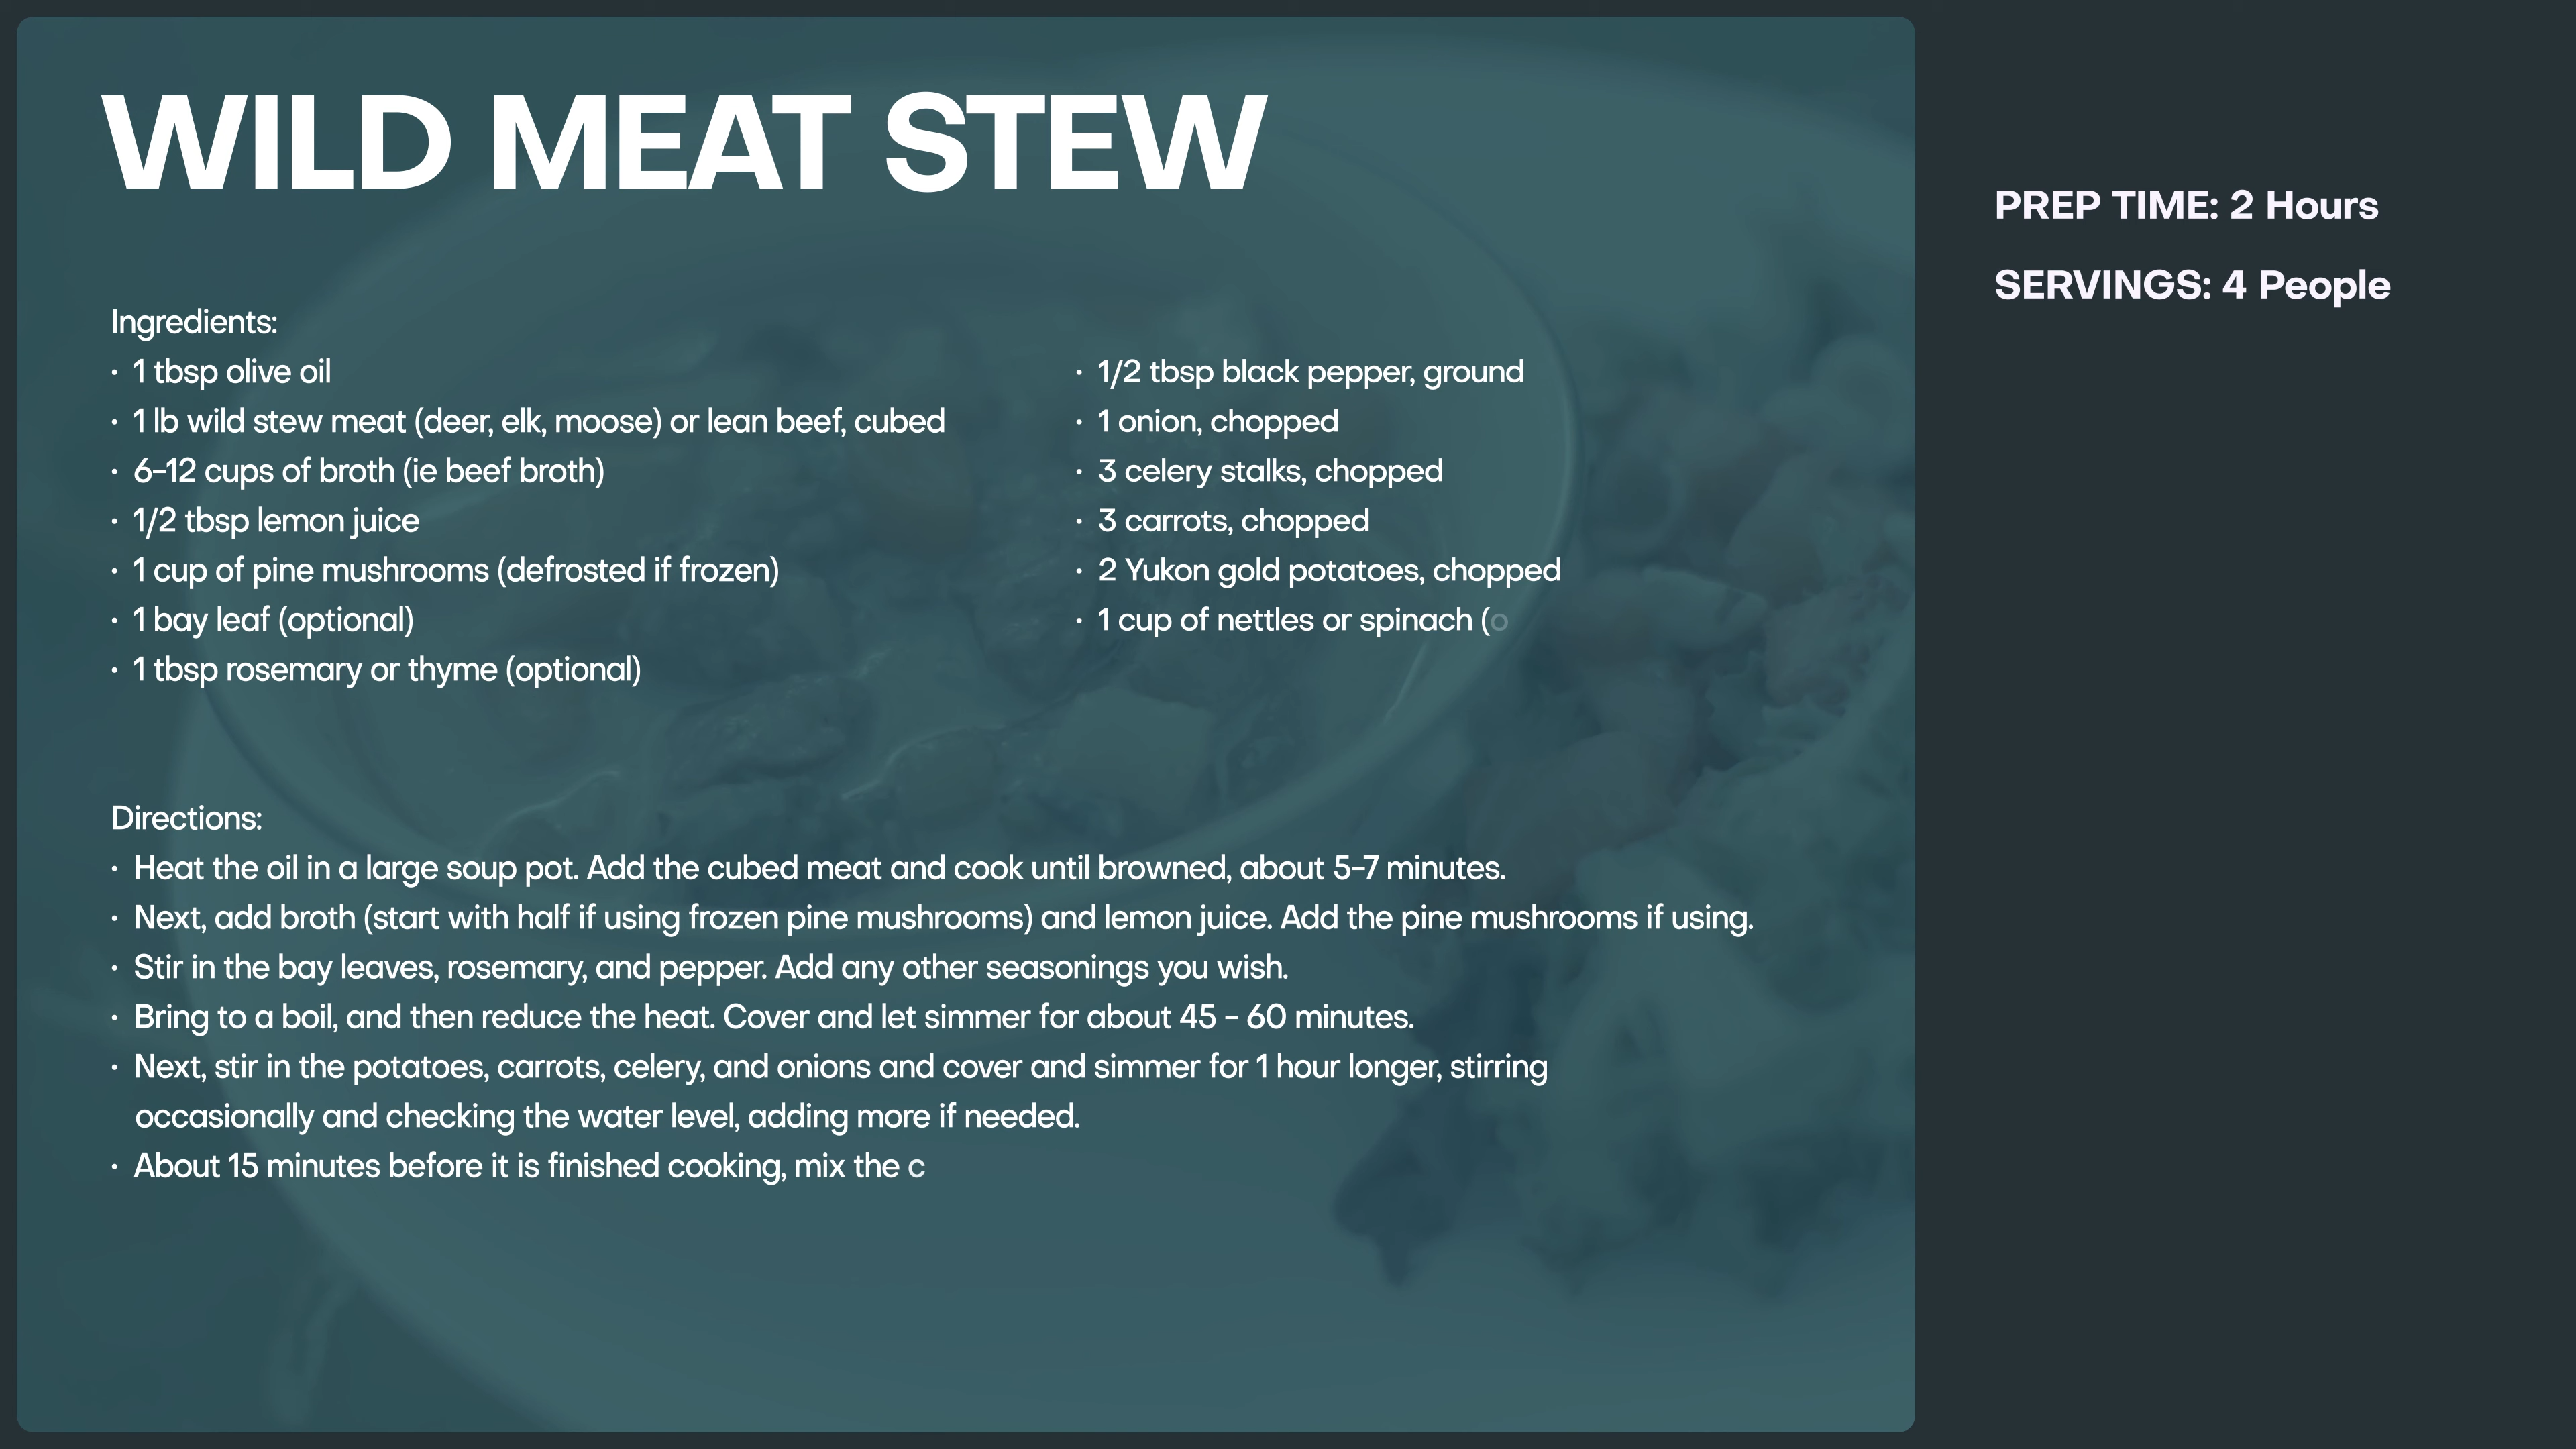 WILD MEAT STEW
PREP TIME: 2 Hours
SERVINGS: 4 People
Ingredients:
• 1 tbsp olive oil
• 1 lb wild stew meat (deer, elk, moose) or lean beef, cubed
• 6-12 cups of broth (ie beef broth)
• 1/2 tbsp lemon juice
• 1 cup of pine mushrooms (defrosted if frozen)
• 1 bay leaf (optional)
• 1 tbsp rosemary or thyme (optional)
• 1/2 tbsp black pepper, ground
• 1 onion, chopped
• 3 celery stalks, chopped
• 3 carrots, chopped
• 2 Yukon gold potatoes, chopped
• 1 cup of nettles or spinach (o
Directions:
• Heat the oil in a large soup pot. Add the cubed meat and cook until browned, about 5-7 minutes.
• Next, add broth (start with half if using frozen pine mushrooms) and lemon juice. Add the pine mushrooms if using.
• Stir in the bay leaves, rosemary, and pepper. Add any other seasonings you wish.
• Bring to a boil, and then reduce the heat. Cover and let simmer for about 45 - 60 minutes.
• Next, stir in the potatoes, carrots, celery, and onions and cover and simmer for 1 hour longer, stirring
occasionally and checking the water level, adding more if needed.
• About 15 minutes before it is finished cooking, mix the c